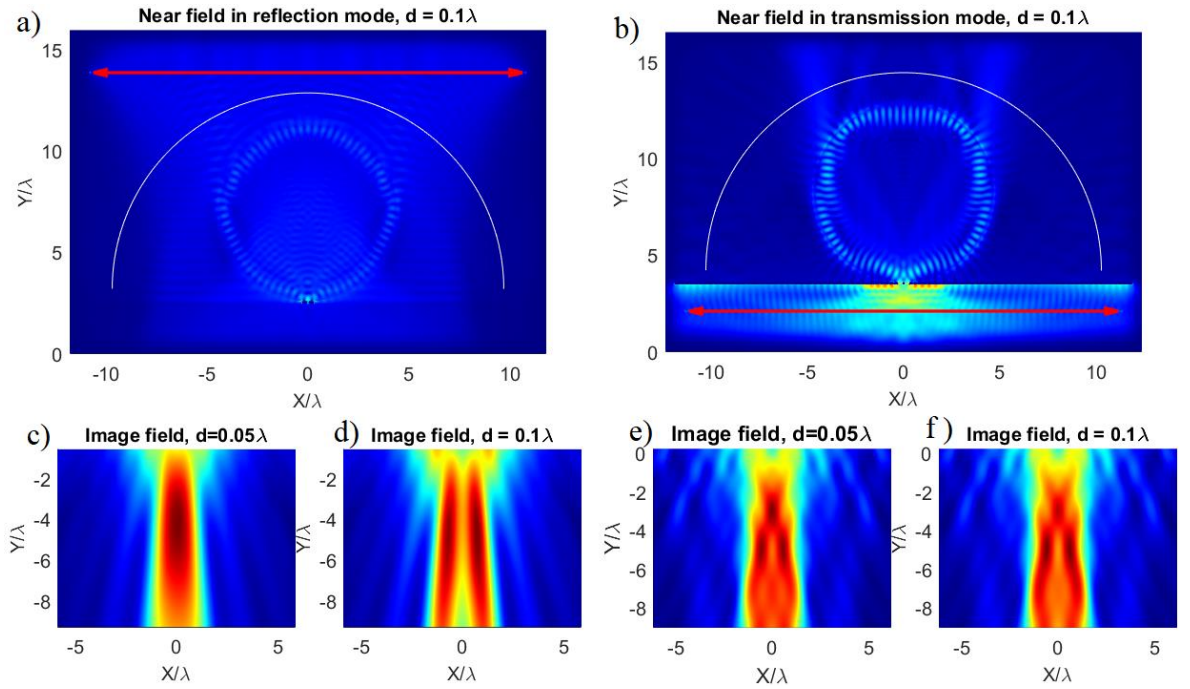 a)
Near field in reflection mode, d = 0.1λ
15
10
5
0
Y/λ
-10 -5 0 5 10
X/λ
b)
Near field in transmission mode, d = 0.1λ
15
10
5
0
Y/λ
-10 -5 0 5 10
X/λ
c)
Image field, d=0.05λ
-2
-4
-6
-8
Y/λ
-5 0 5
X/λ
d)
Image field, d = 0.1λ
-2
-4
-6
-8
Y/λ
-5 0 5
X/λ
e)
Image field, d=0.05λ
0
-2
-4
-6
-8
Y/λ
-5 0 5
X/λ
f)
Image field, d = 0.1λ
0
-2
-4
-6
-8
Y/λ
-5 0 5
X/λ